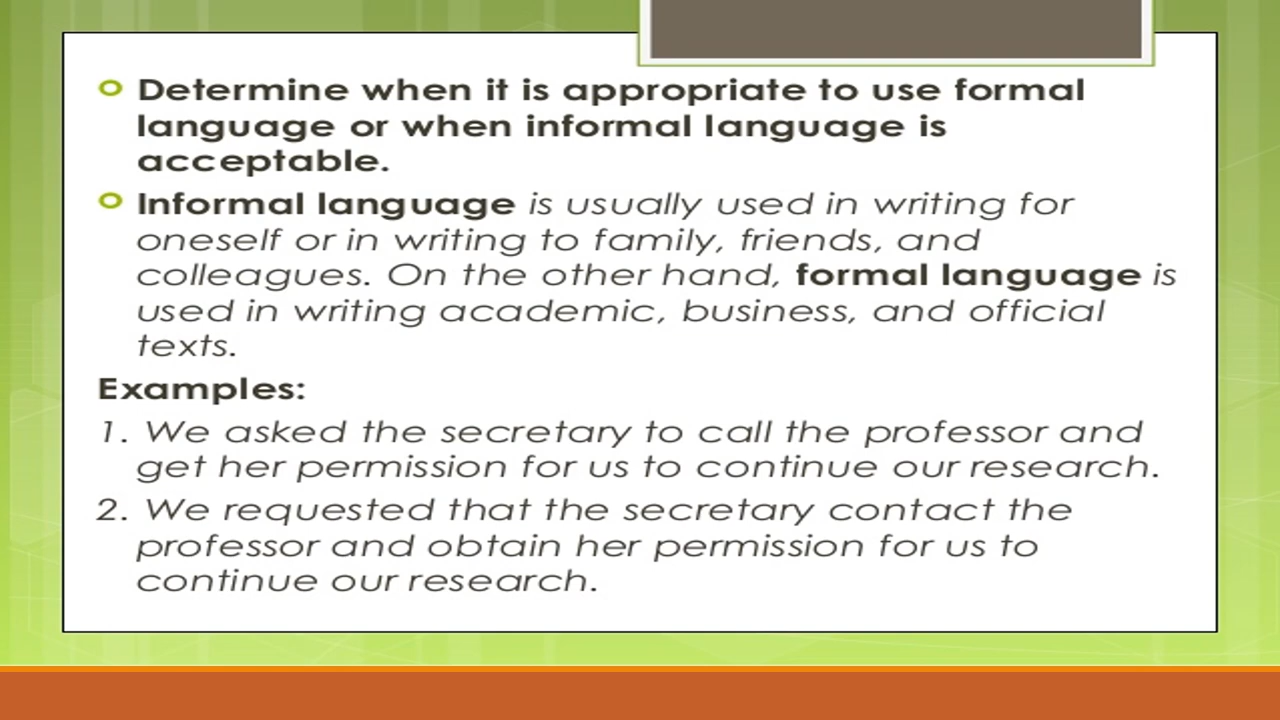 Determine when it is appropriate to use formal
language or when informal language is
acceptable.
Informal language is usually used in writing for
oneself or in writing to family, friends, and
colleagues. On the other hand, formal language is
used in writing academic, business, and official
texts.
Examples:
1. We asked the secretary to call the professor and
get her permission for us to continue our research.
2. We requested that the secretary contact the
professor and obtain her permission for us to
continue our research.